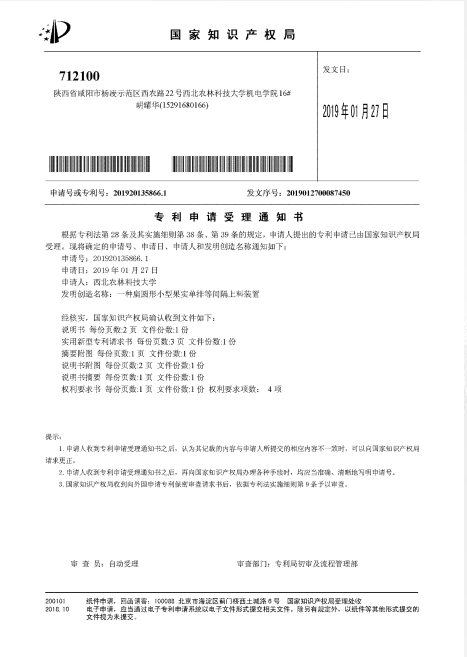 国家知识产权局
712100
发文日:
陕西省咸阳市杨凌示范区西农路22号西北农林科技大学机电学院16#
胡耀华(15291680166)
2019年01月27日
申请号或专利号: 201920135866.1
发文序号: 2019012700087450
专利申请受理通知书
根据专利法第28条及其实施细则第38条、第39条的规定,申请人提出的专利申请已由国家知识产权局
受理。现将确定的申请号、申请日、申请人和发明创造名称通知如下:
申请号: 201920135866.1
申请日: 2019年01月27日
申请人: 西北农林科技大学
发明创造名称: 一种扁圆形小型果实单排等间隔上料装置
经核实,国家知识产权局确认收到文件如下:
说明书 每份页数:2页 文件份数:1份
实用新型专利请求书 每份页数:3页 文件份数:1份
摘要附图 每份页数:1页 文件份数:1份
说明书附图 每份页数:2页 文件份数:1份
说明书摘要 每份页数:1页 文件份数:1份
权利要求书 每份页数:1页 文件份数:1份 权利要求项数: 4项
提示:
1.申请人收到专利申请受理通知书之后,认为其记载的内容与申请人所提交的相应内容不一致时,可以向国家知识产权局
请求更正。
2.申请人收到专利申请受理通知书之后,再向国家知识产权局办理各种手续时,均应当准确、清晰地写明申请号。
3.国家知识产权局收到向外国申请专利保密审查请求书后,依据专利法实施细则第9条予以审查。
审 查 员: 自动受理
审查部门: 专利局初审及流程管理部
200101 纸件申请,回函请寄: 100088 北京市海淀区蓟门桥西土城路6号 国家知识产权局受理处收
2018.10 电子申请,应当通过电子专利申请系统以电子文件形式提交相关文件。除另有规定外,以纸件等其他形式提交的
文件视为未提交。